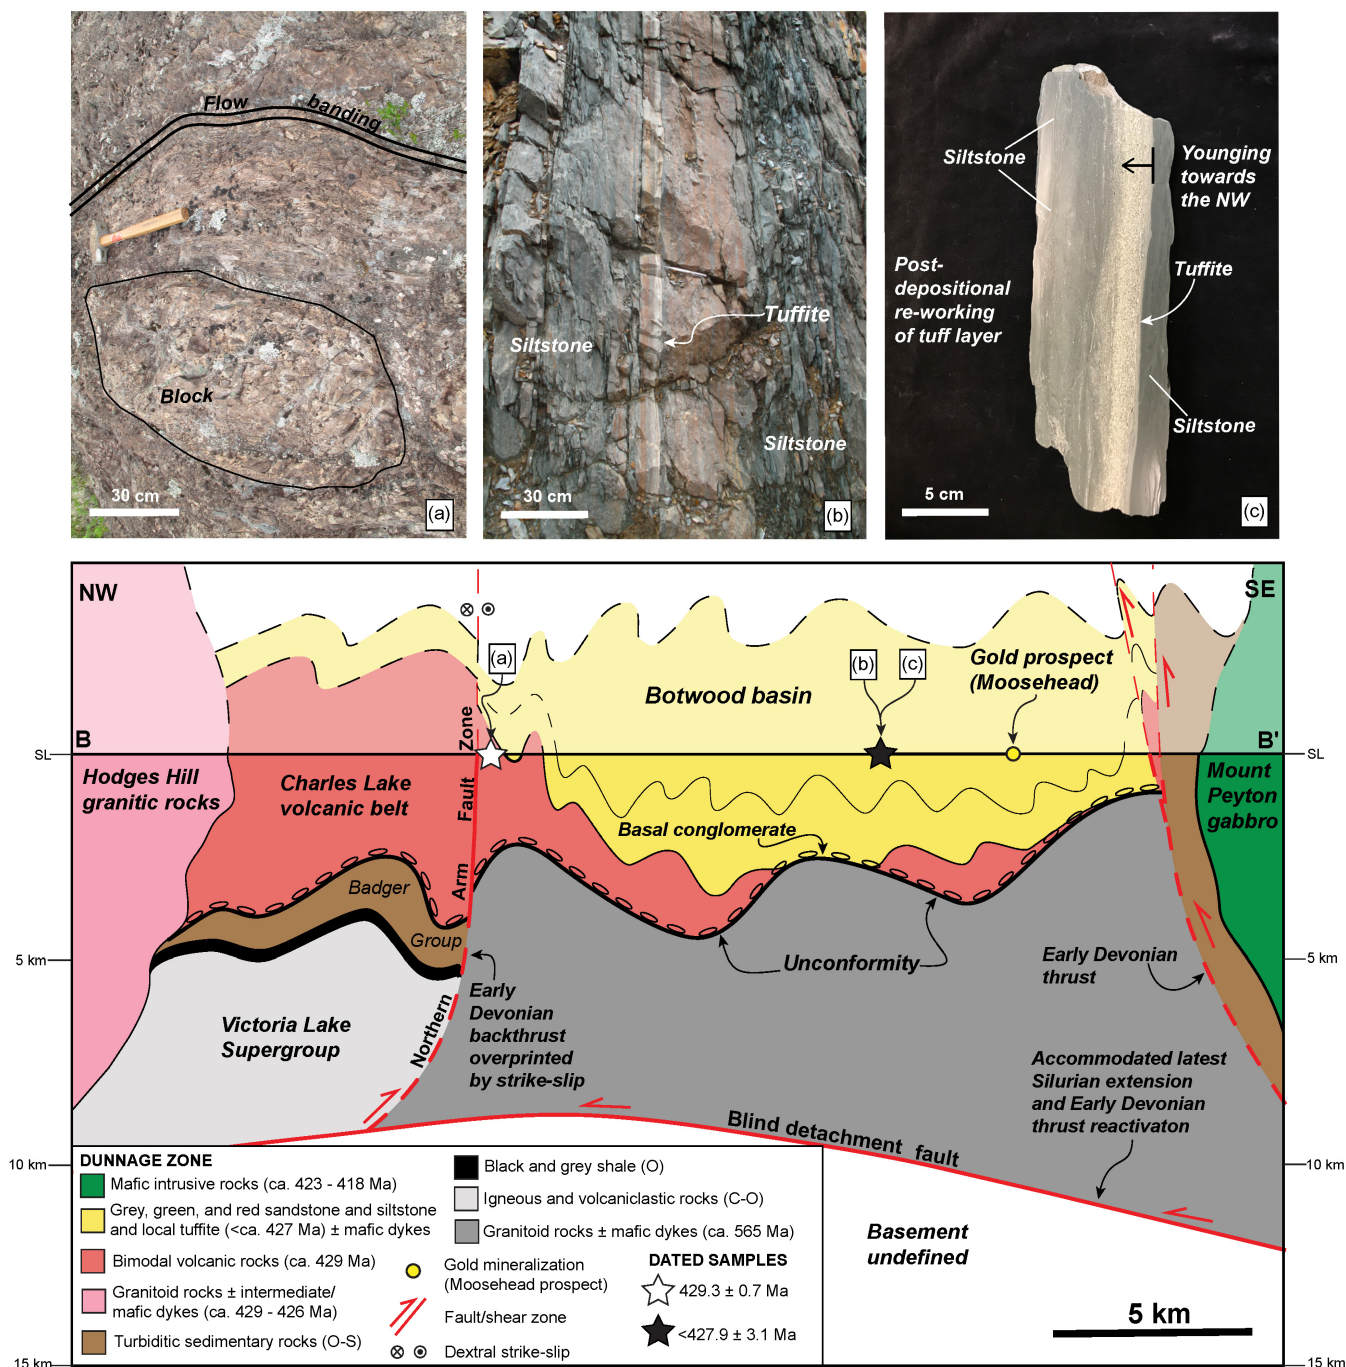 Flow banding
Block
30 cm
(a)
Siltstone
Tuffite
Siltstone
30 cm
(b)
Siltstone
Younging
towards
the NW
Post-
depositional
re-working
of tuff layer
Tuffite
Siltstone
5 cm
(c)
NW
SE
(a)
(b)
(c)
Gold prospect
(Moosehead)
Botwood basin
B
B'
SL
SL
Hodges Hill
granitic rocks
Charles Lake
volcanic belt
Northern Arm Fault Zone
Mount
Peyton
gabbro
Basal conglomerate
Badger
Group
Unconformity
5 km
5 km
Early Devonian
thrust
Early
Devonian
backthrust
overprinted
by strike-slip
Victoria Lake
Supergroup
Accommodated latest
Silurian extension
and Early Devonian
thrust reactivaton
Blind detachment fault
10 km
10 km
Basement
undefined
5 km
15 km
15 km
DUNNAGE ZONE
Mafic intrusive rocks (ca. 423 - 418 Ma)
Grey, green, and red sandstone and siltstone
and local tuffite (<ca. 427 Ma) ± mafic dykes
Bimodal volcanic rocks (ca. 429 Ma)
Granitoid rocks ± intermediate/
mafic dykes (ca. 429 - 426 Ma)
Turbiditic sedimentary rocks (O-S)
Black and grey shale (O)
Igneous and volcaniclastic rocks (C-O)
Granitoid rocks ± mafic dykes (ca. 565 Ma)
Gold mineralization
(Moosehead prospect)
Fault/shear zone
Dextral strike-slip
DATED SAMPLES
429.3 ± 0.7 Ma
<427.9 ± 3.1 Ma